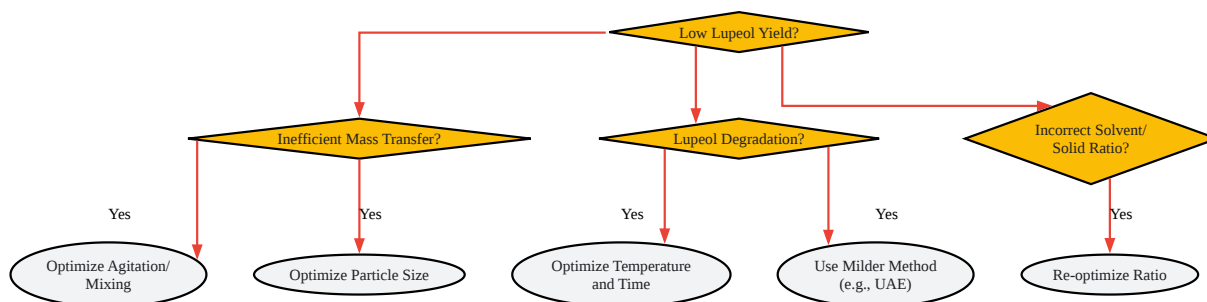 Low Lupeol Yield?
Inefficient Mass Transfer?
Lupeol Degradation?
Incorrect Solvent/
Solid Ratio?
Yes
Yes
Yes
Yes
Yes
Optimize Agitation/
Mixing
Optimize Particle Size
Optimize Temperature
and Time
Use Milder Method
(e.g., UAE)
Re-optimize Ratio